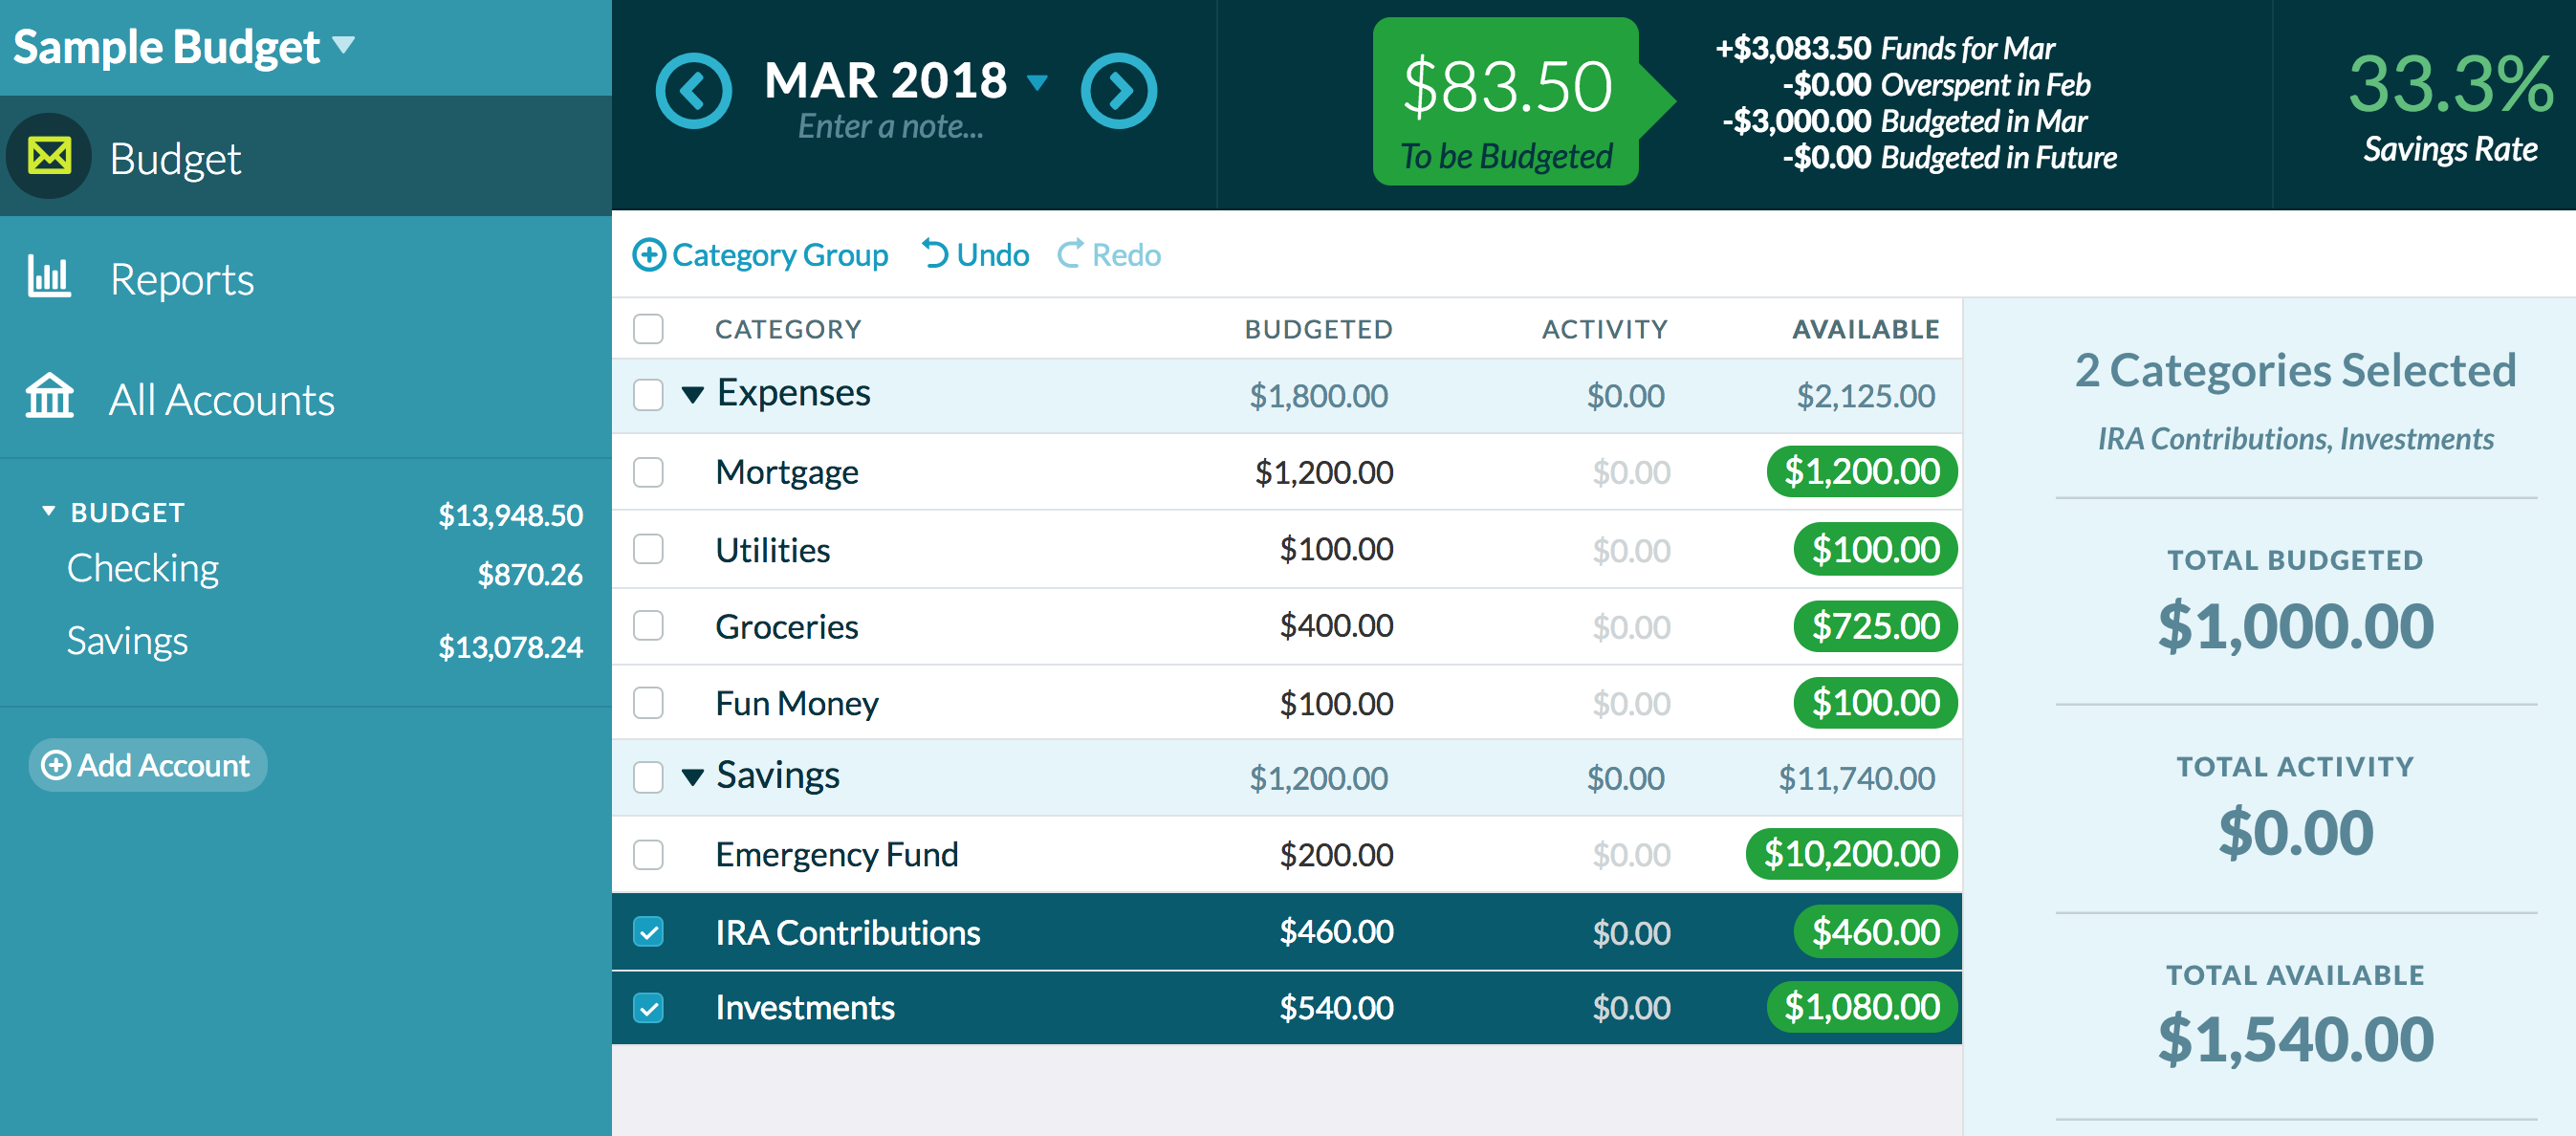 Sample Budget
Budget
Reports
All Accounts
BUDGET $13,948.50
Checking $870.26
Savings $13,078.24
Add Account
MAR 2018
Enter a note...
$83.50
To be Budgeted
+$3,083.50 Funds for Mar
-$0.00 Overspent in Feb
-$3,000.00 Budgeted in Mar
-$0.00 Budgeted in Future
33.3%
Savings Rate
Category Group Undo Redo
CATEGORY BUDGETED ACTIVITY AVAILABLE
Expenses $1,800.00 $0.00 $2,125.00
Mortgage $1,200.00 $0.00 $1,200.00
Utilities $100.00 $0.00 $100.00
Groceries $400.00 $0.00 $725.00
Fun Money $100.00 $0.00 $100.00
Savings $1,200.00 $0.00 $11,740.00
Emergency Fund $200.00 $0.00 $10,200.00
IRA Contributions $460.00 $0.00 $460.00
Investments $540.00 $0.00 $1,080.00
2 Categories Selected
IRA Contributions, Investments
TOTAL BUDGETED
$1,000.00
TOTAL ACTIVITY
$0.00
TOTAL AVAILABLE
$1,540.00